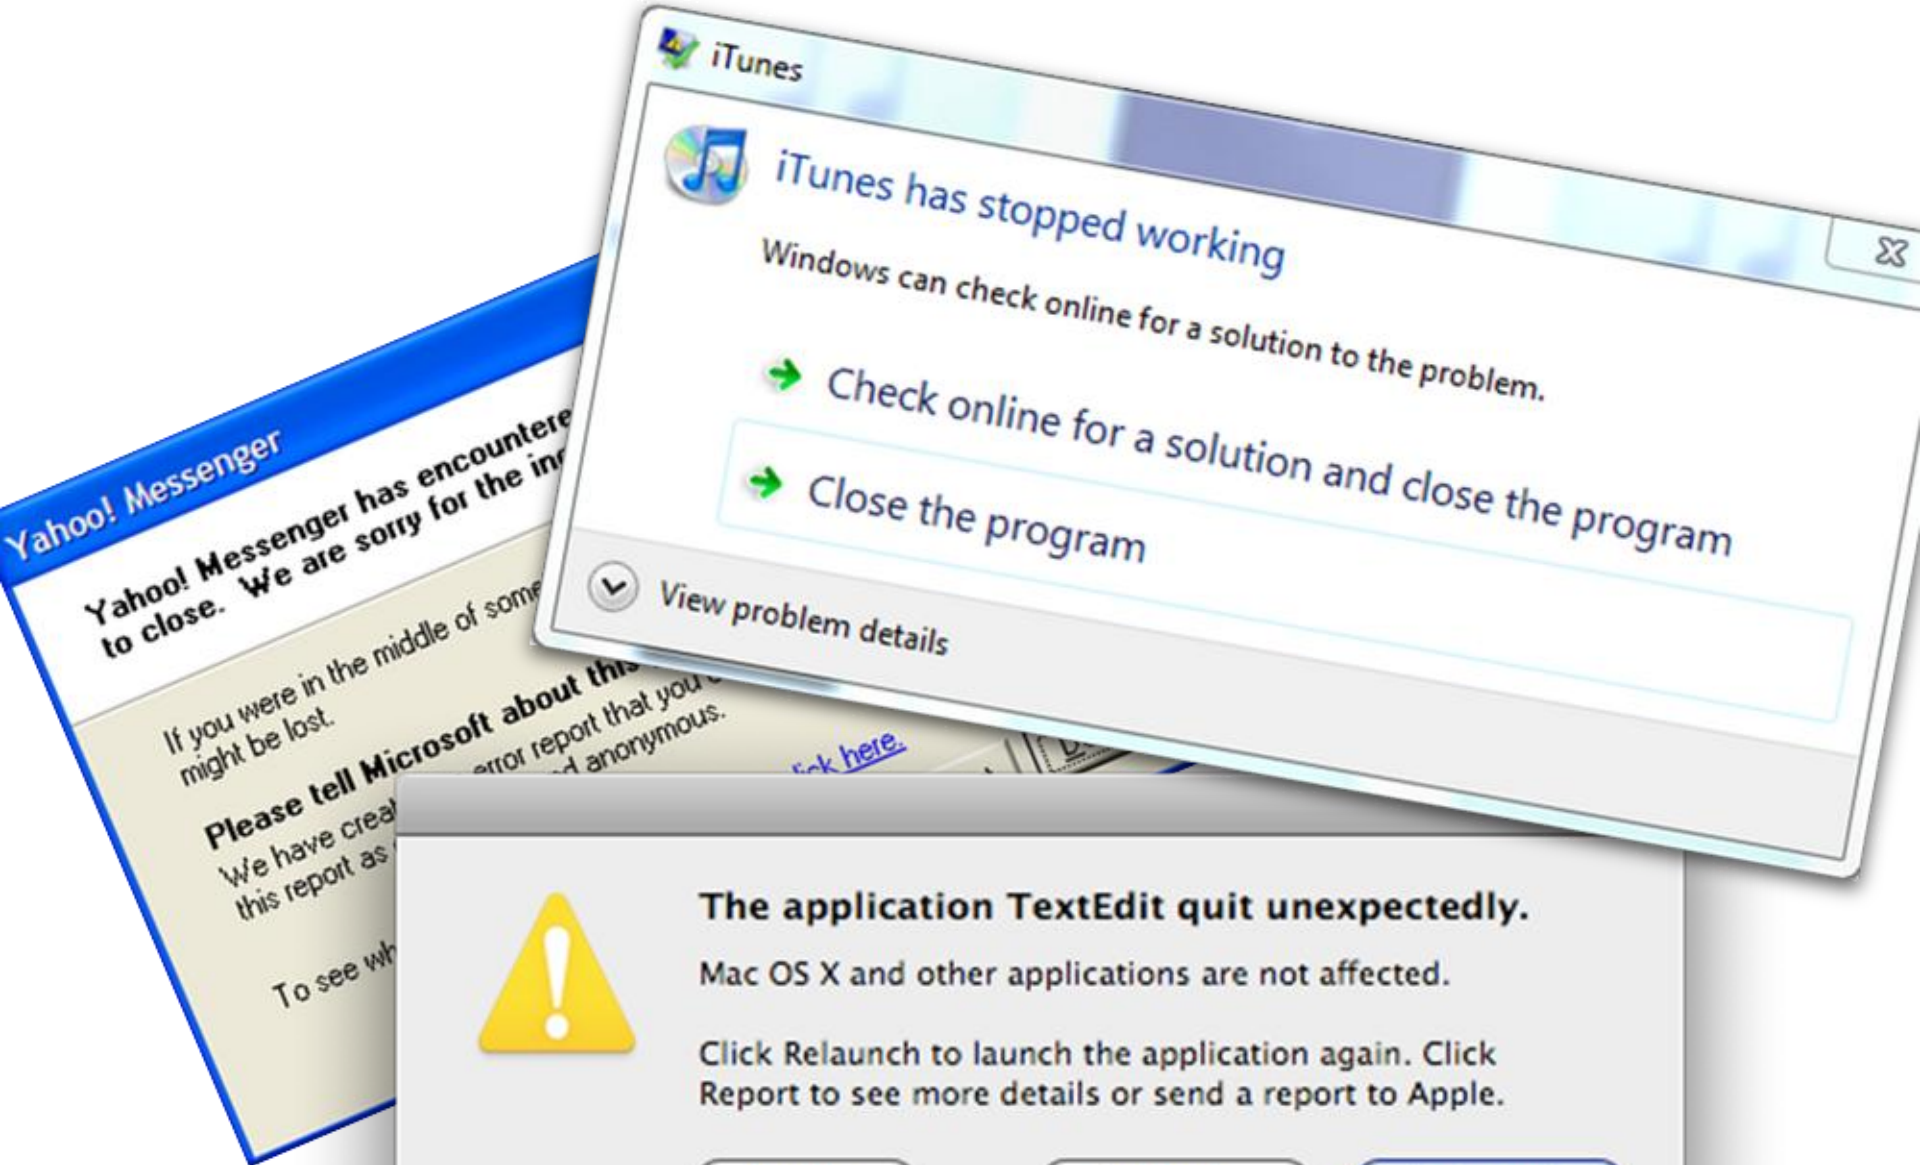 iTunes
iTunes has stopped working
Windows can check online for a solution to the problem.
Check online for a solution and close the program
Close the program
View problem details
Yahoo! Messenger
Yahoo! Messenger has
to close. We are sorry for the
If you were in the middle of
might be lost.
Please tell Microsoft about this
We have
error report that you
this report as
anonymous.
To see
here.
The application TextEdit quit unexpectedly.
Mac OS X and other applications are not affected.
Click Relaunch to launch the application again. Click
Report to see more details or send a report to Apple.